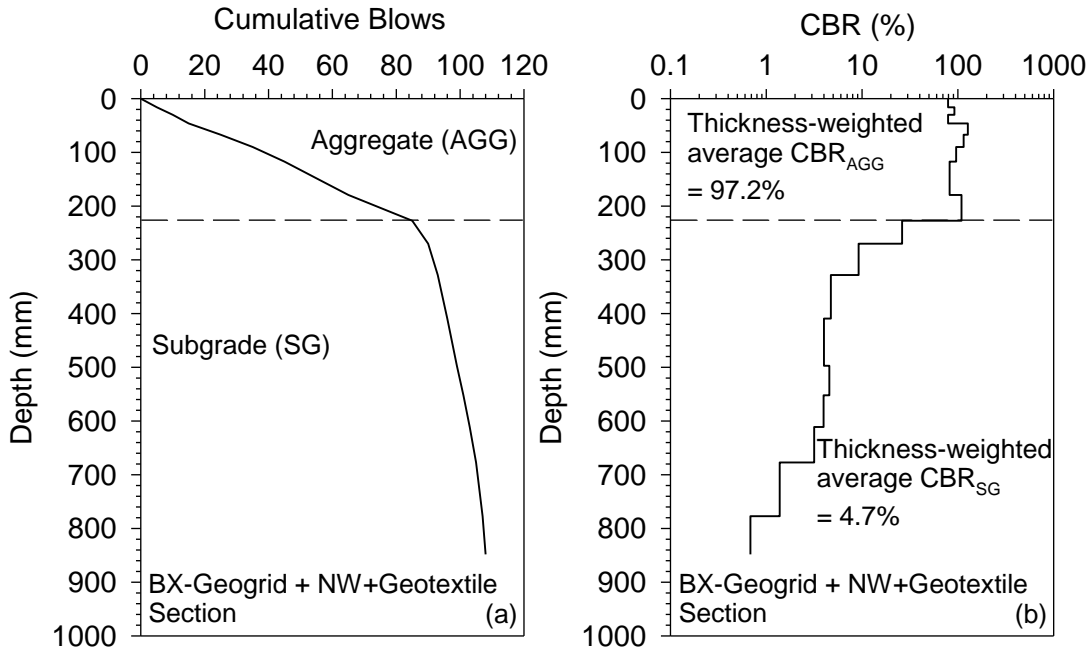 Cumulative Blows
0 20 40 60 80 100 120
0
100
200
300
400
500
600
700
800
900
1000
Depth (mm)
Aggregate (AGG)
Subgrade (SG)
BX-Geogrid + NW+Geotextile
Section
(a)
CBR (%)
0.1 1 10 100 1000
0
100
200
300
400
500
600
700
800
900
1000
Depth (mm)
Thickness-weighted
average CBRAGG
= 97.2%
Thickness-weighted
average CBRSG
= 4.7%
BX-Geogrid + NW+Geotextile
Section
(b)